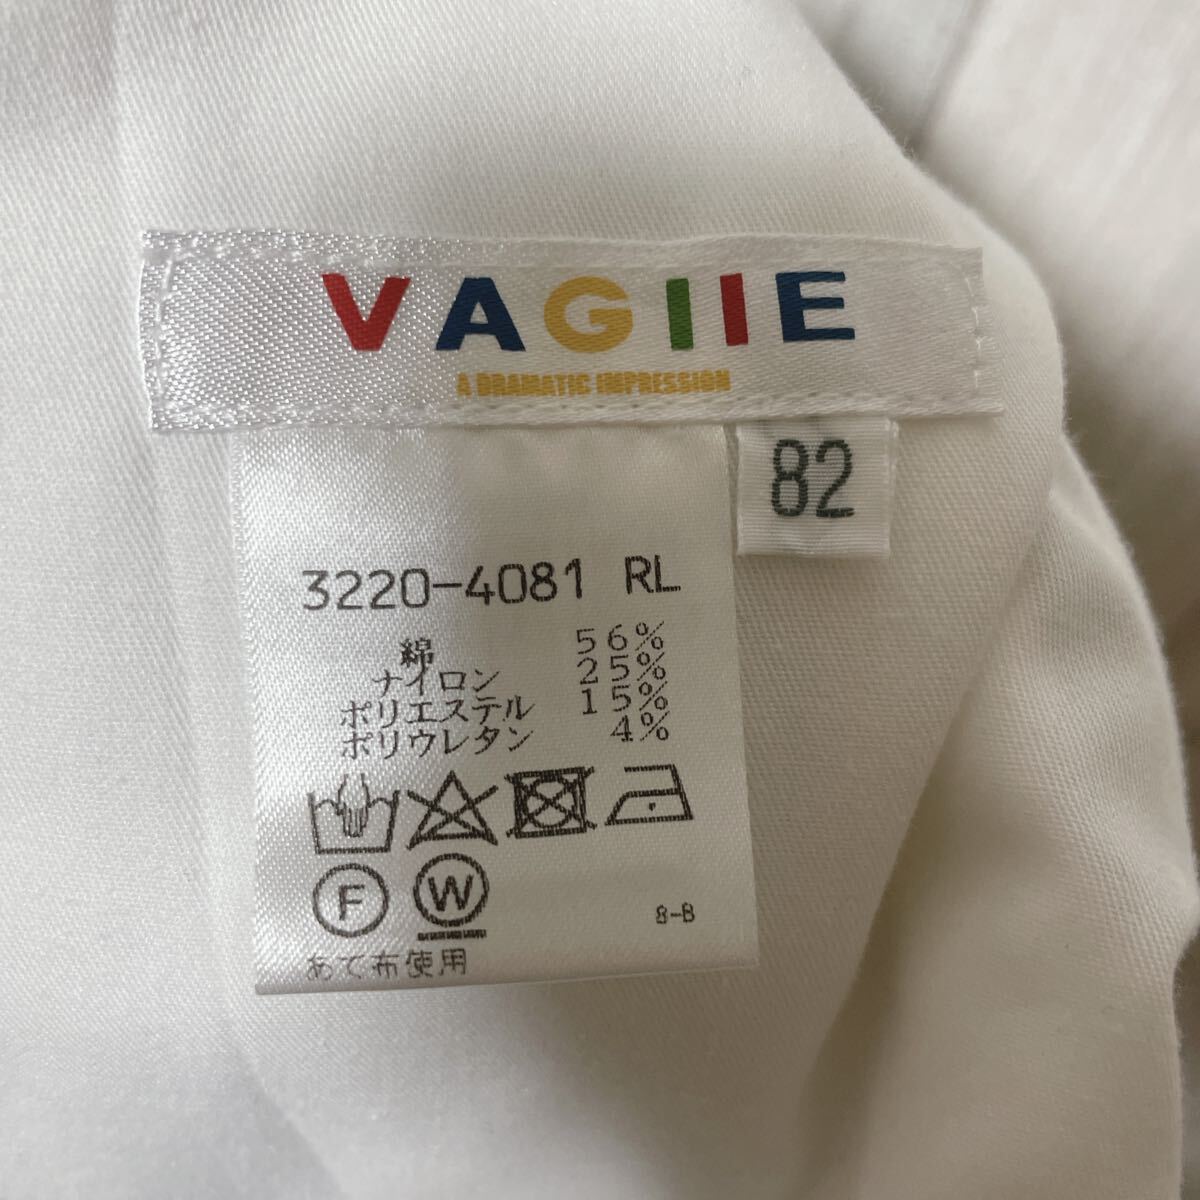 VAGIIE
A DRAMATIC IMPRESSION
82
3220-4081 RL
綿 56%
ナイロン 25%
ポリエステル 15%
ポリウレタン 4%
F W
8-B
あて布使用